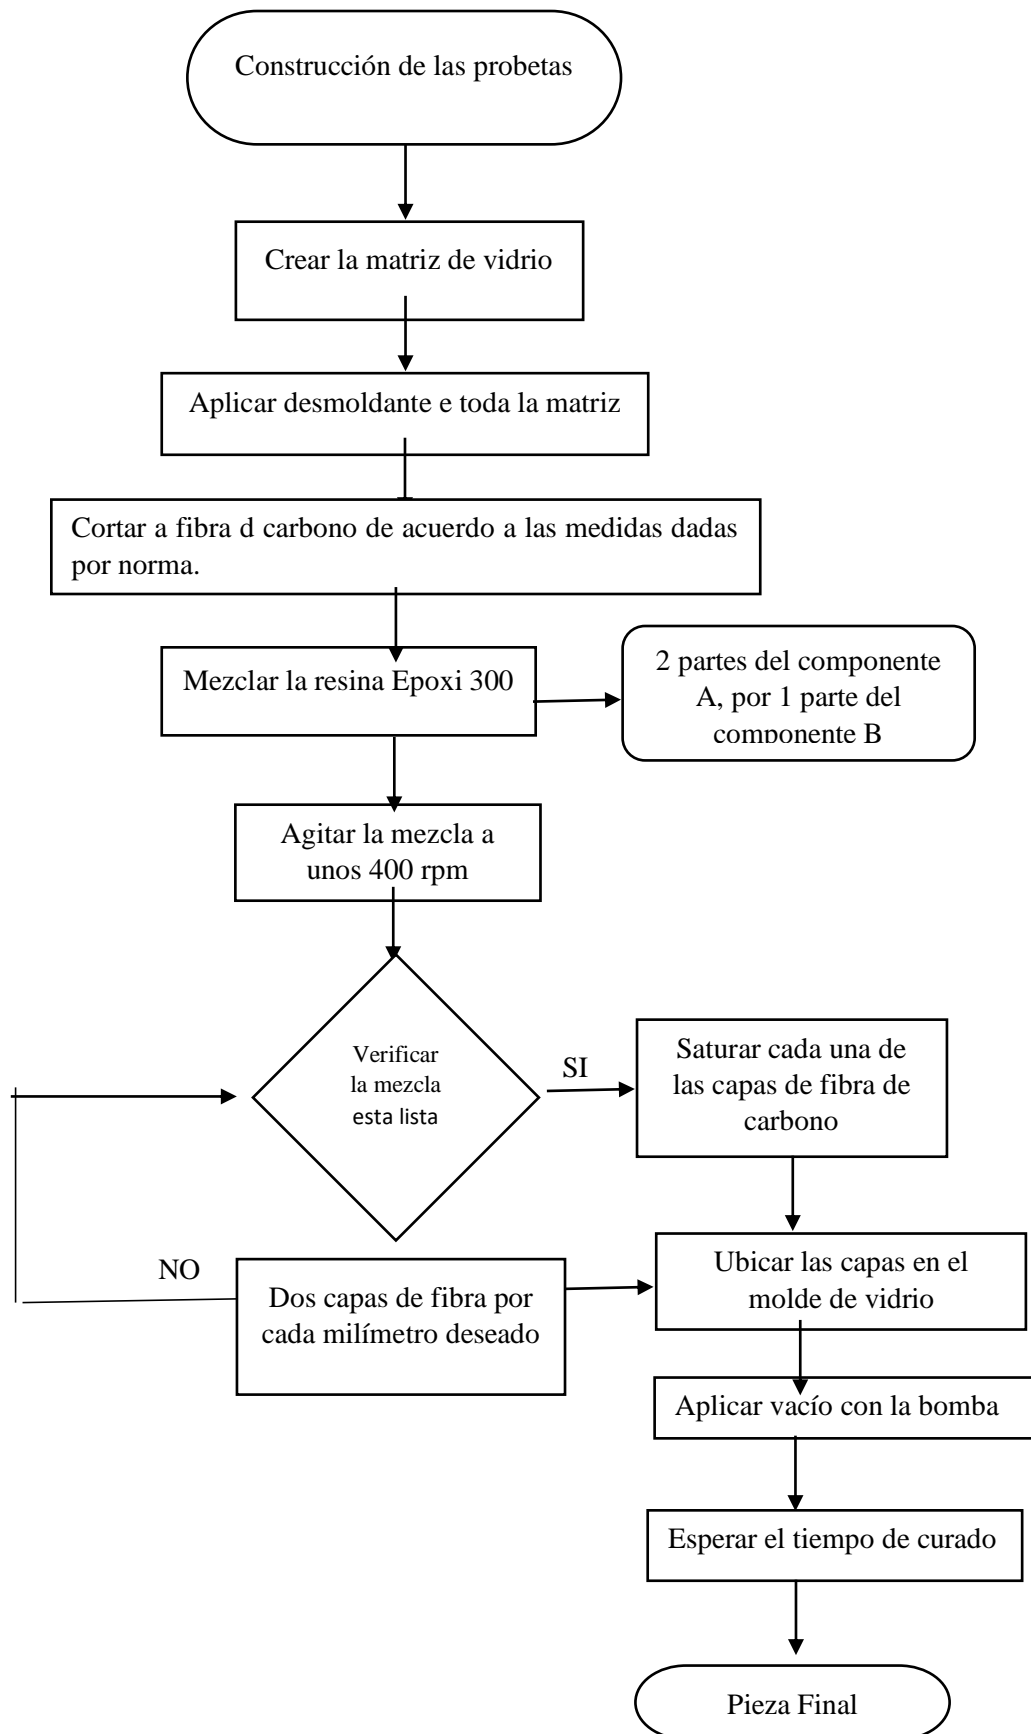 Construcción de las probetas
Crear la matriz de vidrio
Aplicar desmoldante e toda la matriz
Cortar a fibra d carbono de acuerdo a las medidas dadas
por norma.
Mezclar la resina Epoxi 300
2 partes del componente
A, por 1 parte del
componente B
Agitar la mezcla a
unos 400 rpm
Verificar
la mezcla
esta lista
SI
Saturar cada una de
las capas de fibra de
carbono
NO
Dos capas de fibra por
cada milímetro deseado
Ubicar las capas en el
molde de vidrio
Aplicar vacío con la bomba
Esperar el tiempo de curado
Pieza Final